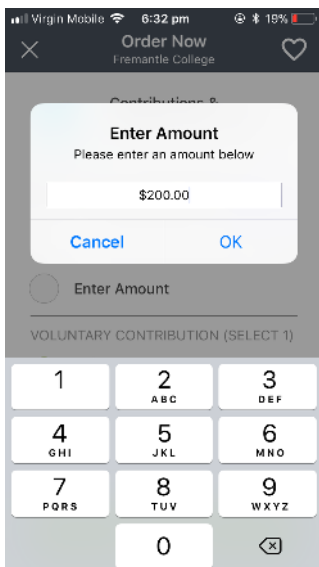 Virgin Mobile 6:32 pm 19%
Order Now
Fremantle College
Contributions &
Enter Amount
Please enter an amount below
$200.00
Cancel OK
Enter Amount
VOLUNTARY CONTRIBUTION (SELECT 1)
1 2 3
ABC DEF
4 5 6
GHI JKL MNO
7 8 9
PQRS TUV WXYZ
0